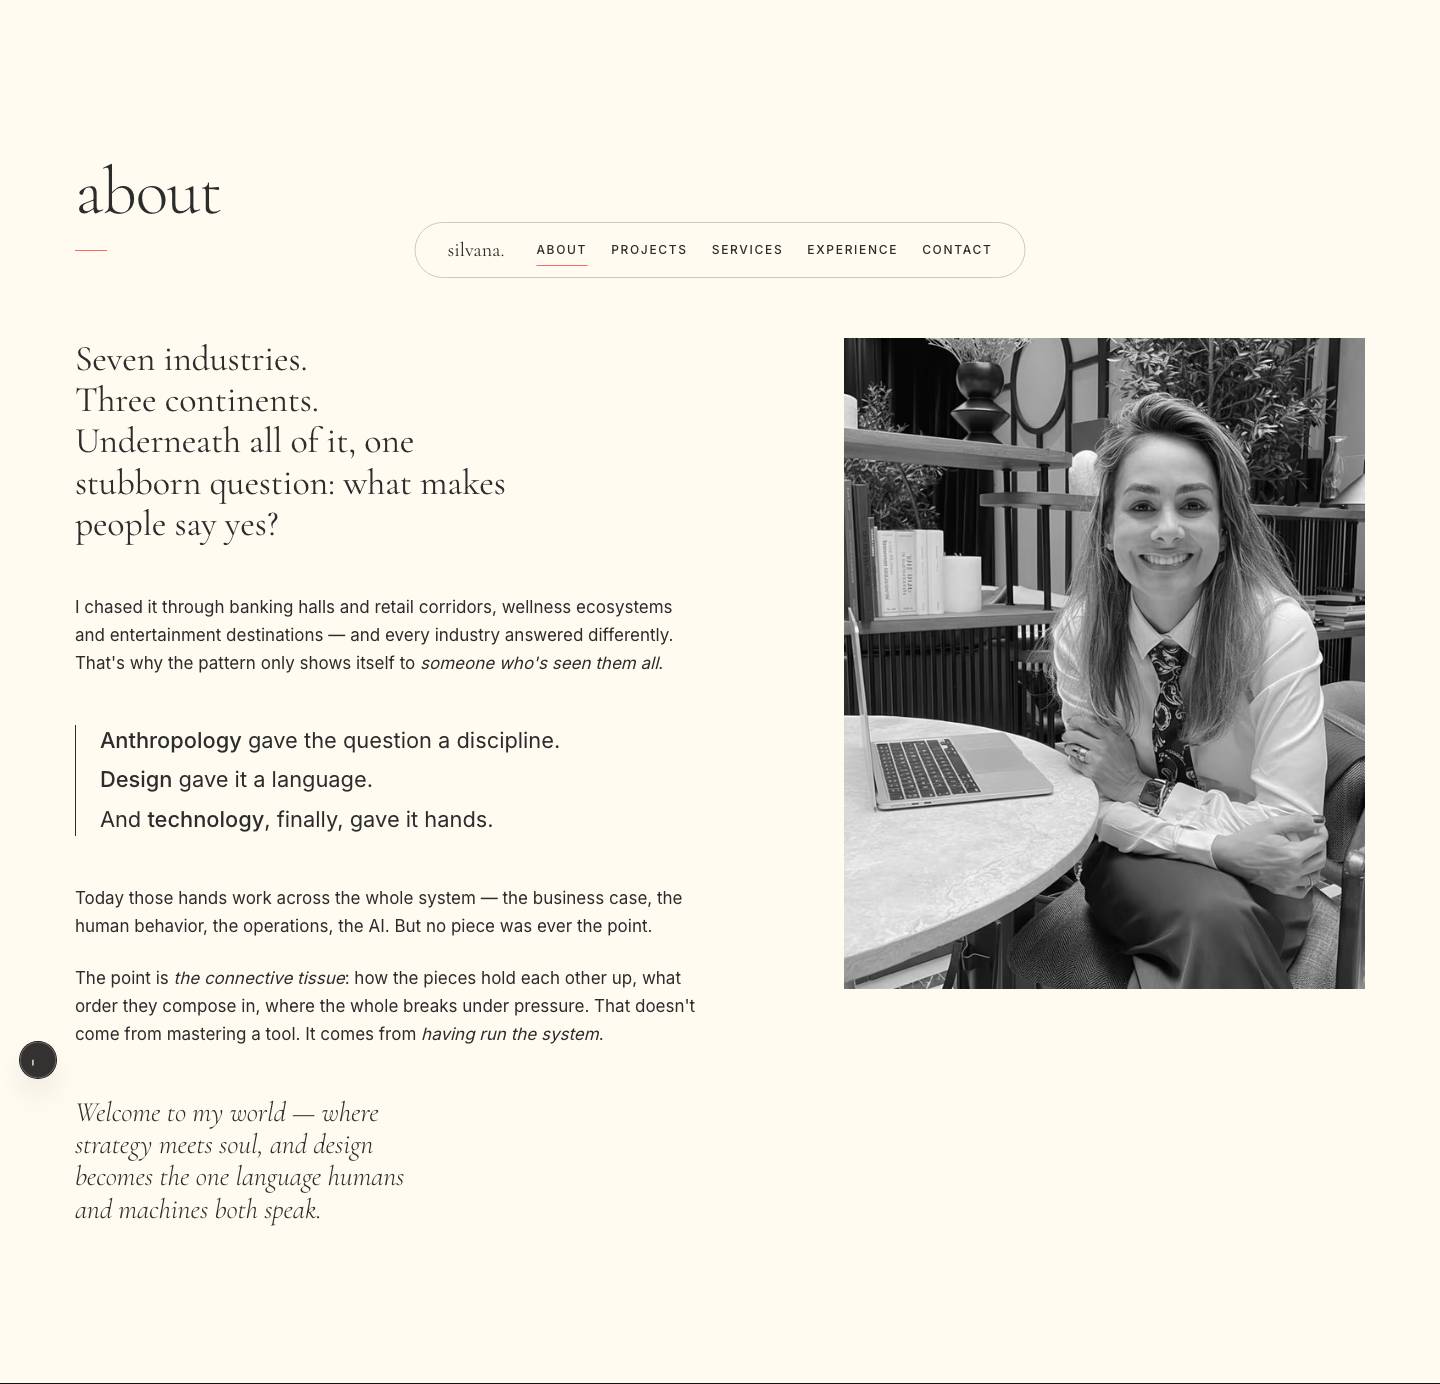 about
silvana. ABOUT PROJECTS SERVICES EXPERIENCE CONTACT
Seven industries.
Three continents.
Underneath all of it, one
stubborn question: what makes
people say yes?
I chased it through banking halls and retail corridors, wellness ecosystems
and entertainment destinations — and every industry answered differently.
That's why the pattern only shows itself to someone who's seen them all.
Anthropology gave the question a discipline.
Design gave it a language.
And technology, finally, gave it hands.
Today those hands work across the whole system — the business case, the
human behavior, the operations, the AI. But no piece was ever the point.
The point is the connective tissue: how the pieces hold each other up, what
order they compose in, where the whole breaks under pressure. That doesn't
come from mastering a tool. It comes from having run the system.
Welcome to my world — where
strategy meets soul, and design
becomes the one language humans
and machines both speak.